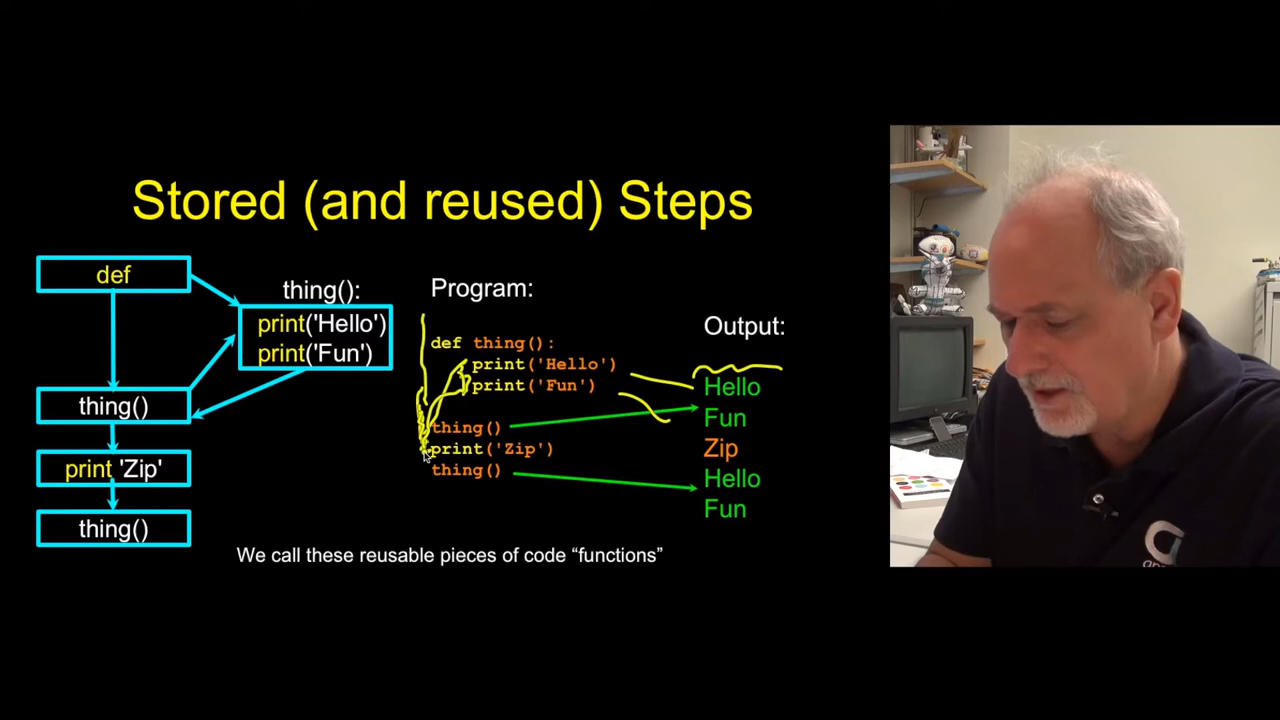 Stored (and reused) Steps
def
thing():
print('Hello')
print('Fun')
thing()
print 'Zip'
thing()
Program:
def thing():
print('Hello')
print('Fun')
thing()
print('Zip')
thing()
Output:
Hello
Fun
Zip
Hello
Fun
We call these reusable pieces of code “functions”